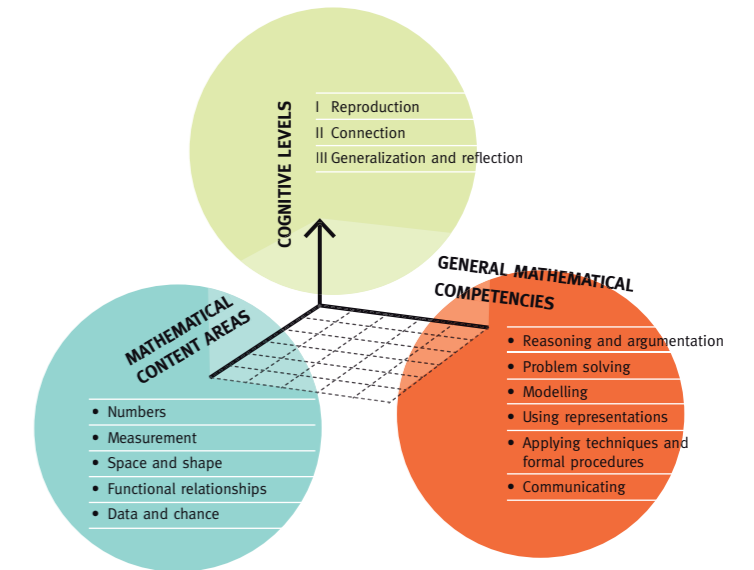 COGNITIVE LEVELS
I Reproduction
II Connection
III Generalization and reflection
GENERAL MATHEMATICAL
COMPETENCIES
• Reasoning and argumentation
• Problem solving
• Modelling
• Using representations
• Applying techniques and
formal procedures
• Communicating
MATHEMATICAL
CONTENT AREAS
• Numbers
• Measurement
• Space and shape
• Functional relationships
• Data and chance